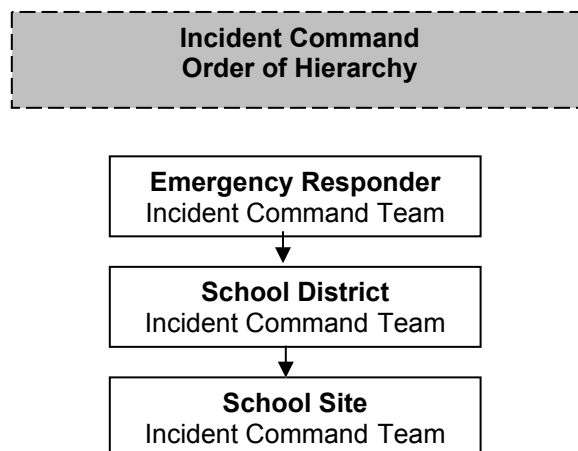 Incident Command
Order of Hierarchy
Emergency Responder
Incident Command Team
School District
Incident Command Team
School Site
Incident Command Team